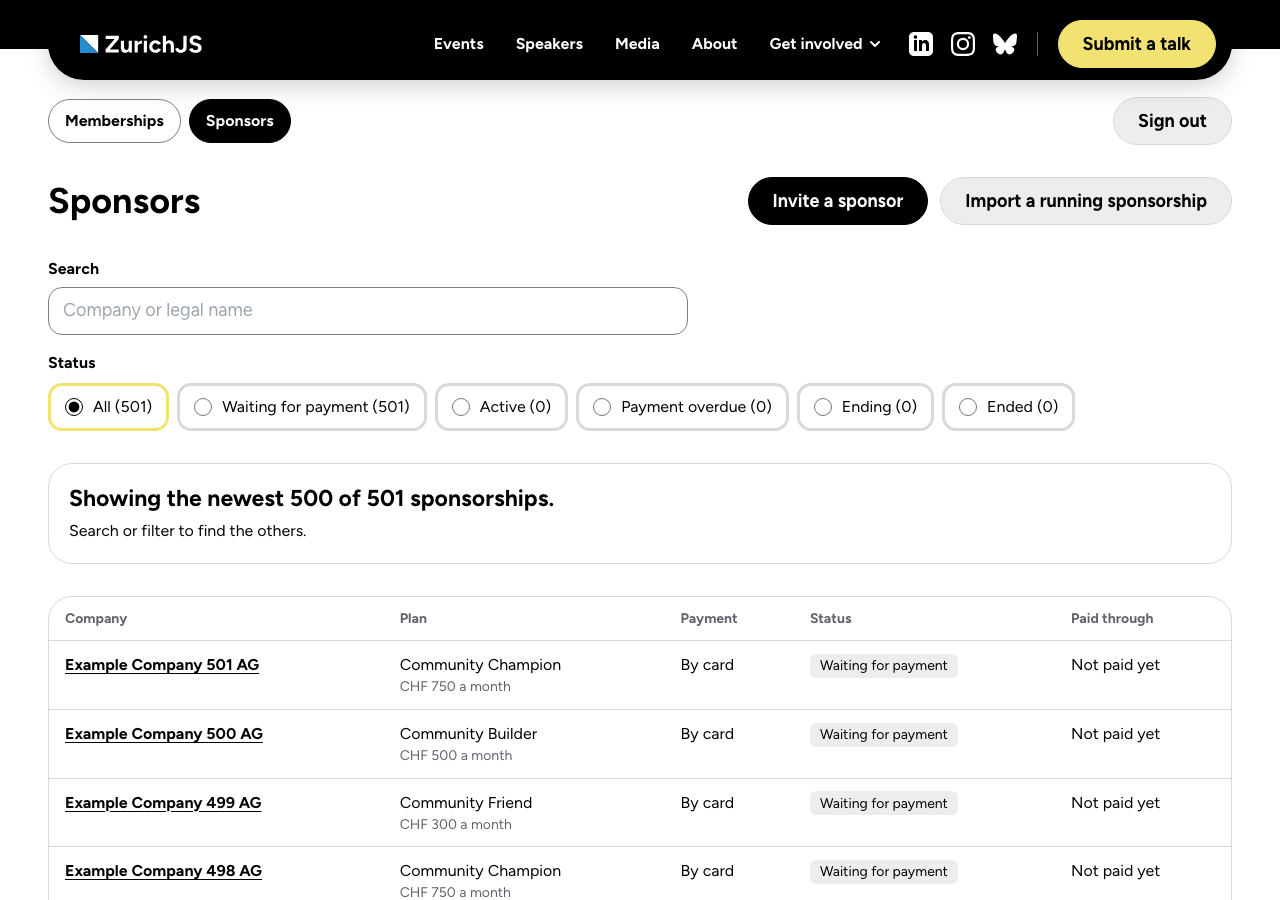 ZurichJS
Events
Speakers
Media
About
Get involved
Submit a talk
Memberships
Sponsors
Sign out
Sponsors
Invite a sponsor
Import a running sponsorship
Search
Company or legal name
Status
All (501)
Waiting for payment (501)
Active (0)
Payment overdue (0)
Ending (0)
Ended (0)
Showing the newest 500 of 501 sponsorships.
Search or filter to find the others.
Company Plan Payment Status Paid through
Example Company 501 AG Community Champion By card Waiting for payment Not paid yet
CHF 750 a month
Example Company 500 AG Community Builder By card Waiting for payment Not paid yet
CHF 500 a month
Example Company 499 AG Community Friend By card Waiting for payment Not paid yet
CHF 300 a month
Example Company 498 AG Community Champion By card Waiting for payment Not paid yet
CHF 750 a month